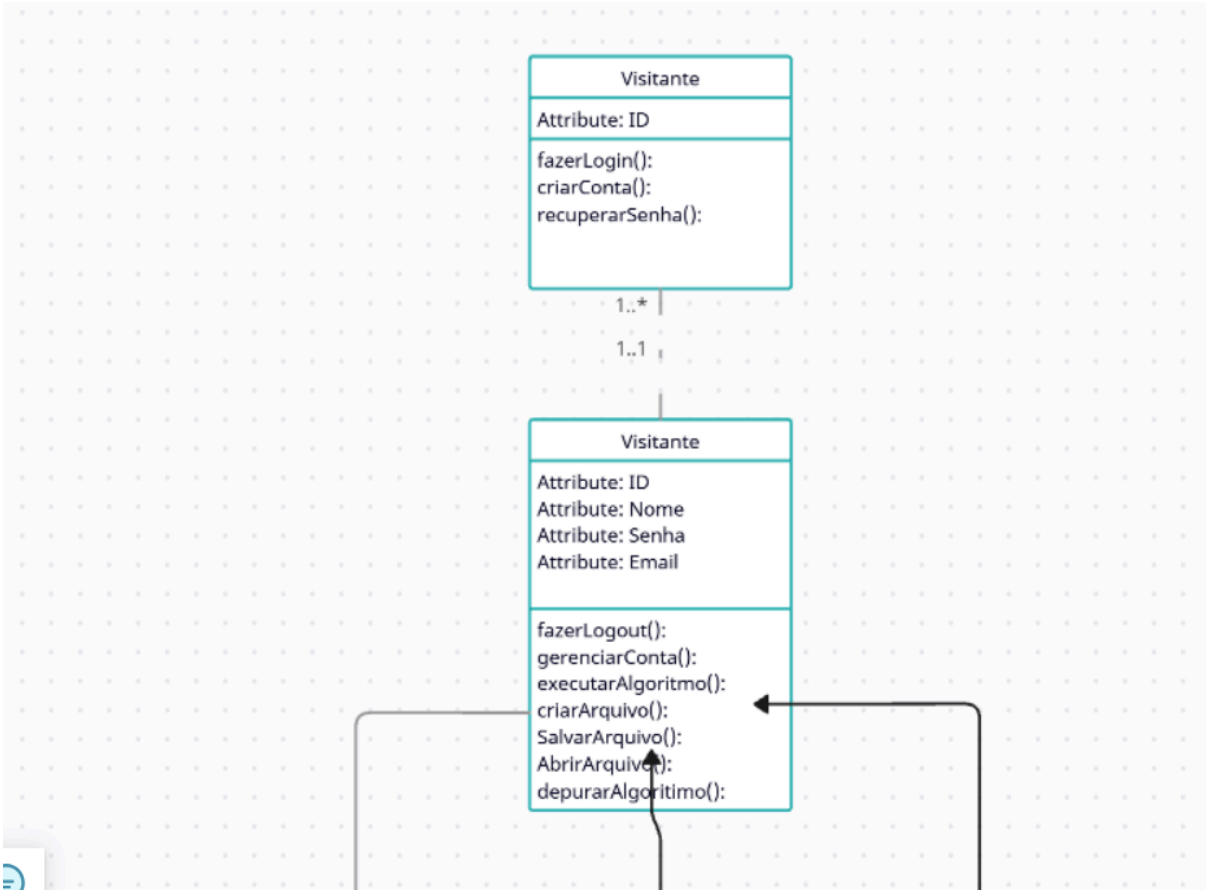 Visitante
Attribute: ID
fazerLogin():
criarConta():
recuperarSenha():
1..*
1..1
Visitante
Attribute: ID
Attribute: Nome
Attribute: Senha
Attribute: Email
fazerLogout():
gerenciarConta():
executarAlgoritmo():
criarArquivo():
SalvarArquivo():
AbrirArquivo():
depurarAlgoritimo():